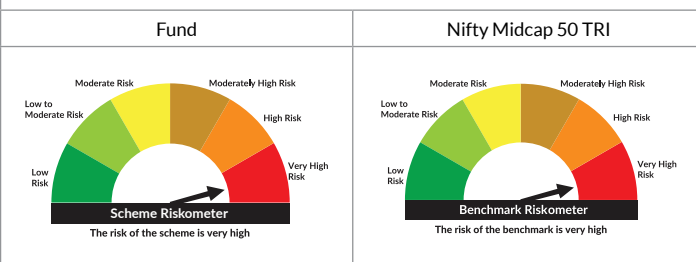 Fund
Nifty Midcap 50 TRI
Moderate Risk
Moderately High Risk
Low to
Moderate Risk
High Risk
Low
Risk
Very High
Risk
Scheme Riskometer
The risk of the scheme is very high
Moderate Risk
Moderately High Risk
Low to
Moderate Risk
High Risk
Low
Risk
Very High
Risk
Benchmark Riskometer
The risk of the benchmark is very high